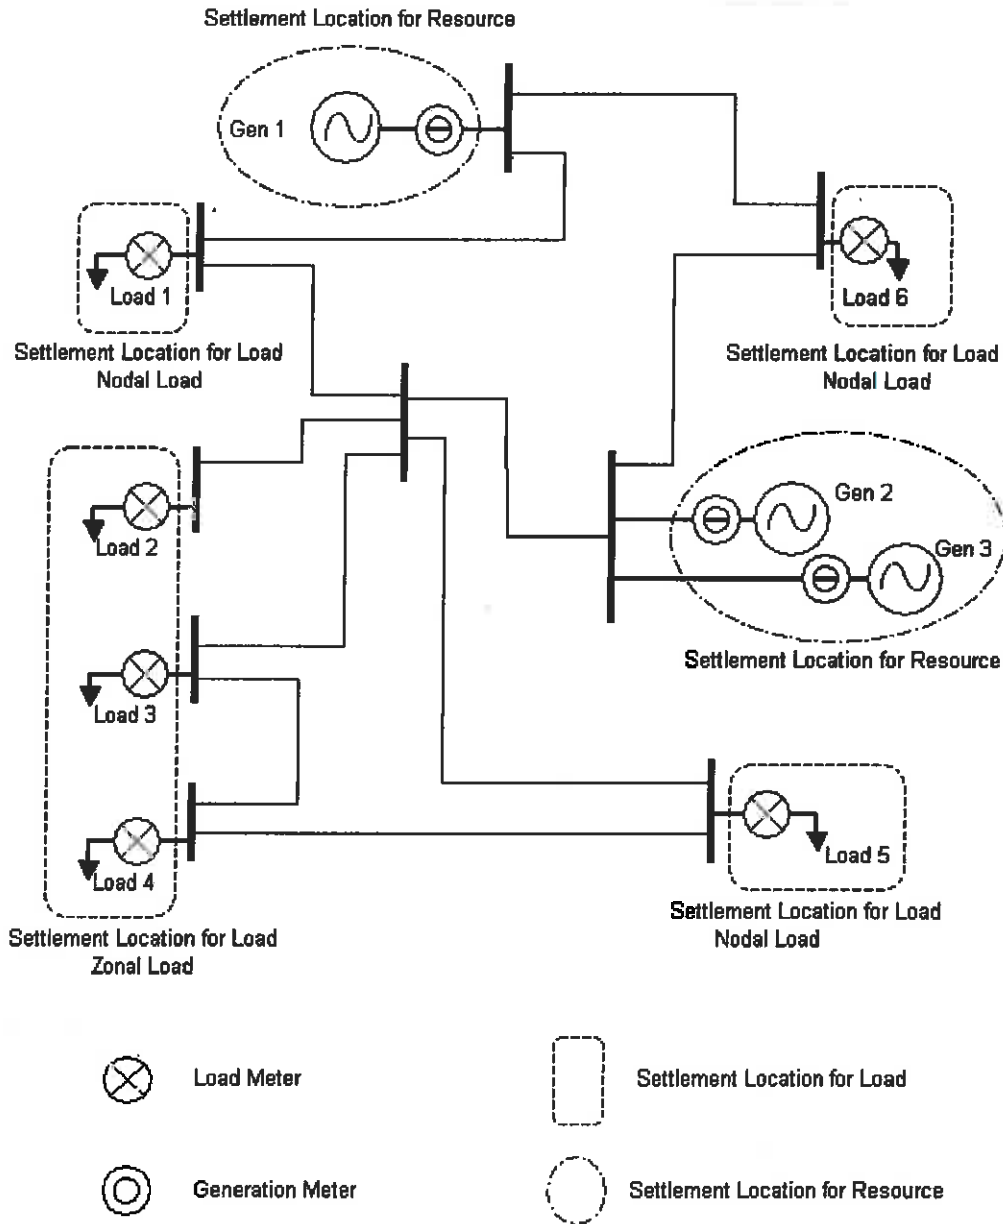 Settlement Location for Resource
Gen 1
Load 1
Load 6
Settlement Location for Load
Nodal Load
Settlement Location for Load
Nodal Load
Load 2
Gen 2
Gen 3
Settlement Location for Resource
Load 3
Load 4
Load 5
Settlement Location for Load
Zonal Load
Settlement Location for Load
Nodal Load
Load Meter
Settlement Location for Load
Generation Meter
Settlement Location for Resource